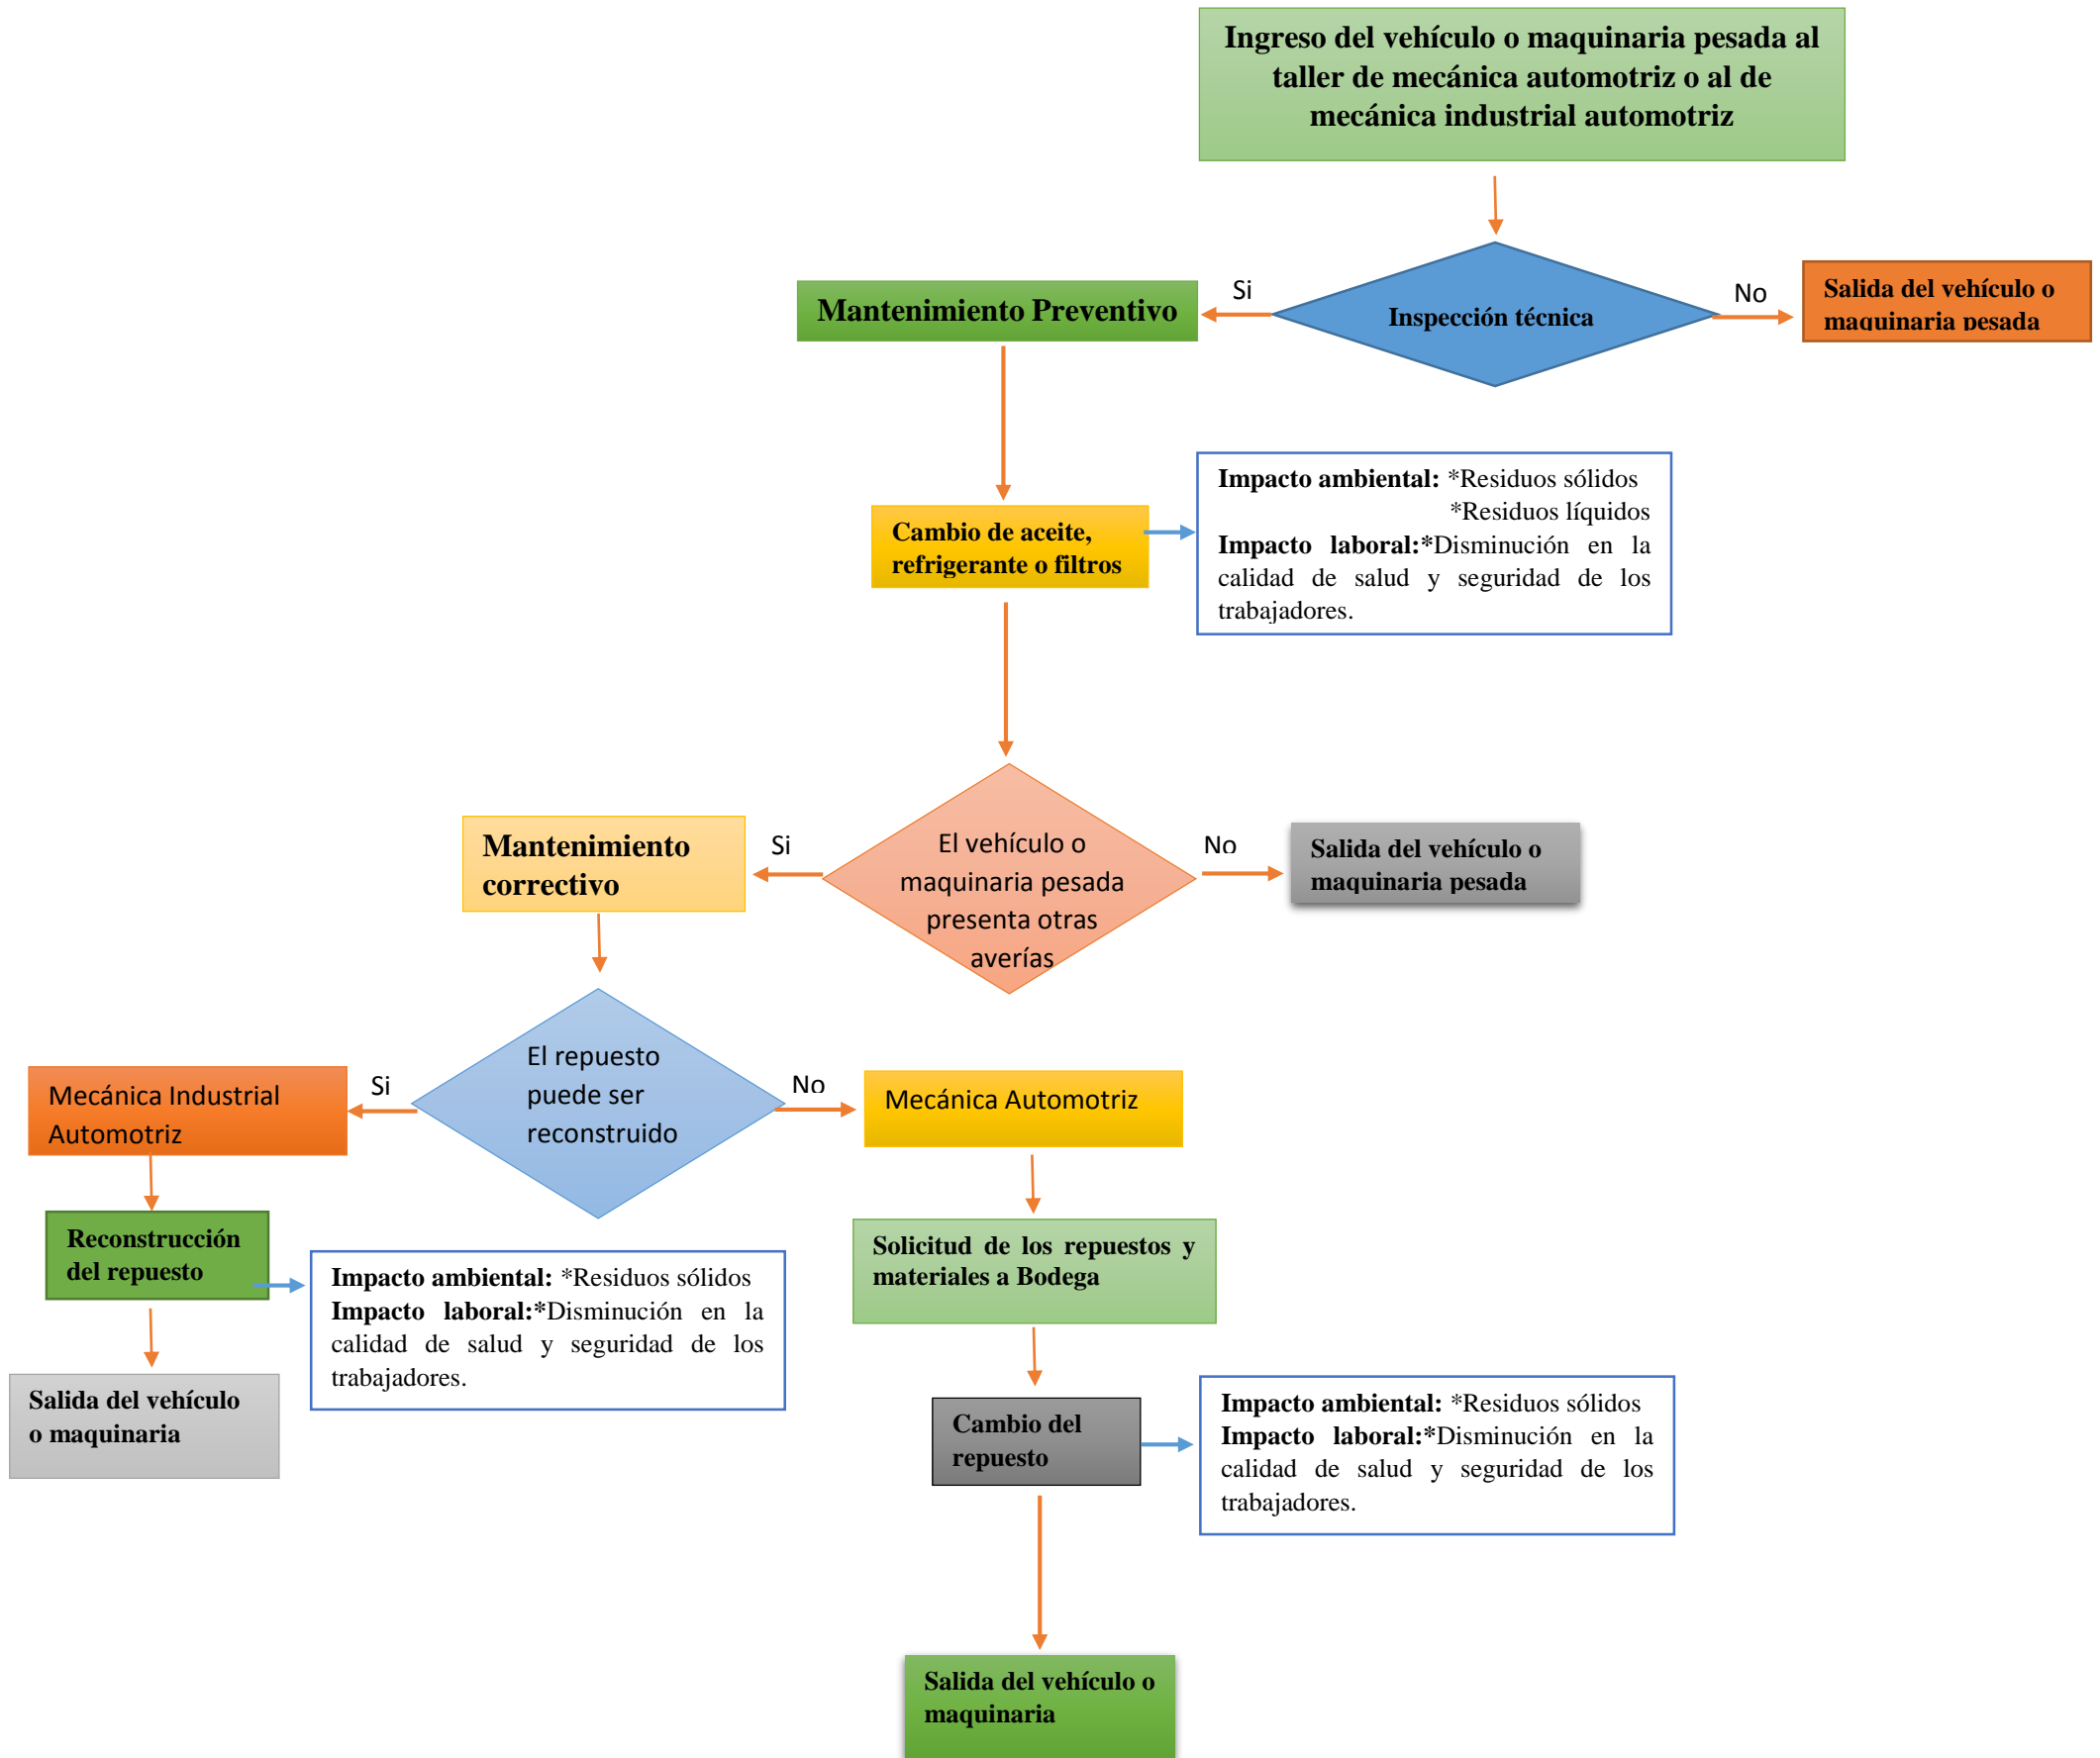 Ingreso del vehículo o maquinaria pesada al
taller de mecánica automotriz o al de
mecánica industrial automotriz
Si
No
Mantenimiento Preventivo
Inspección técnica
Salida del vehículo o
maquinaria pesada
Cambio de aceite,
refrigerante o filtros
Impacto ambiental: *Residuos sólidos
*Residuos líquidos
Impacto laboral:*Disminución en la
calidad de salud y seguridad de los
trabajadores.
Mantenimiento
correctivo
Si
El vehículo o
maquinaria pesada
presenta otras
averías
No
Salida del vehículo o
maquinaria pesada
Mecánica Industrial
Automotriz
Si
El repuesto
puede ser
reconstruido
No
Mecánica Automotriz
Reconstrucción
del repuesto
Impacto ambiental: *Residuos sólidos
Impacto laboral:*Disminución en la
calidad de salud y seguridad de los
trabajadores.
Solicitud de los repuestos y
materiales a Bodega
Salida del vehículo
o maquinaria
Cambio del
repuesto
Impacto ambiental: *Residuos sólidos
Impacto laboral:*Disminución en la
calidad de salud y seguridad de los
trabajadores.
Salida del vehículo o
maquinaria